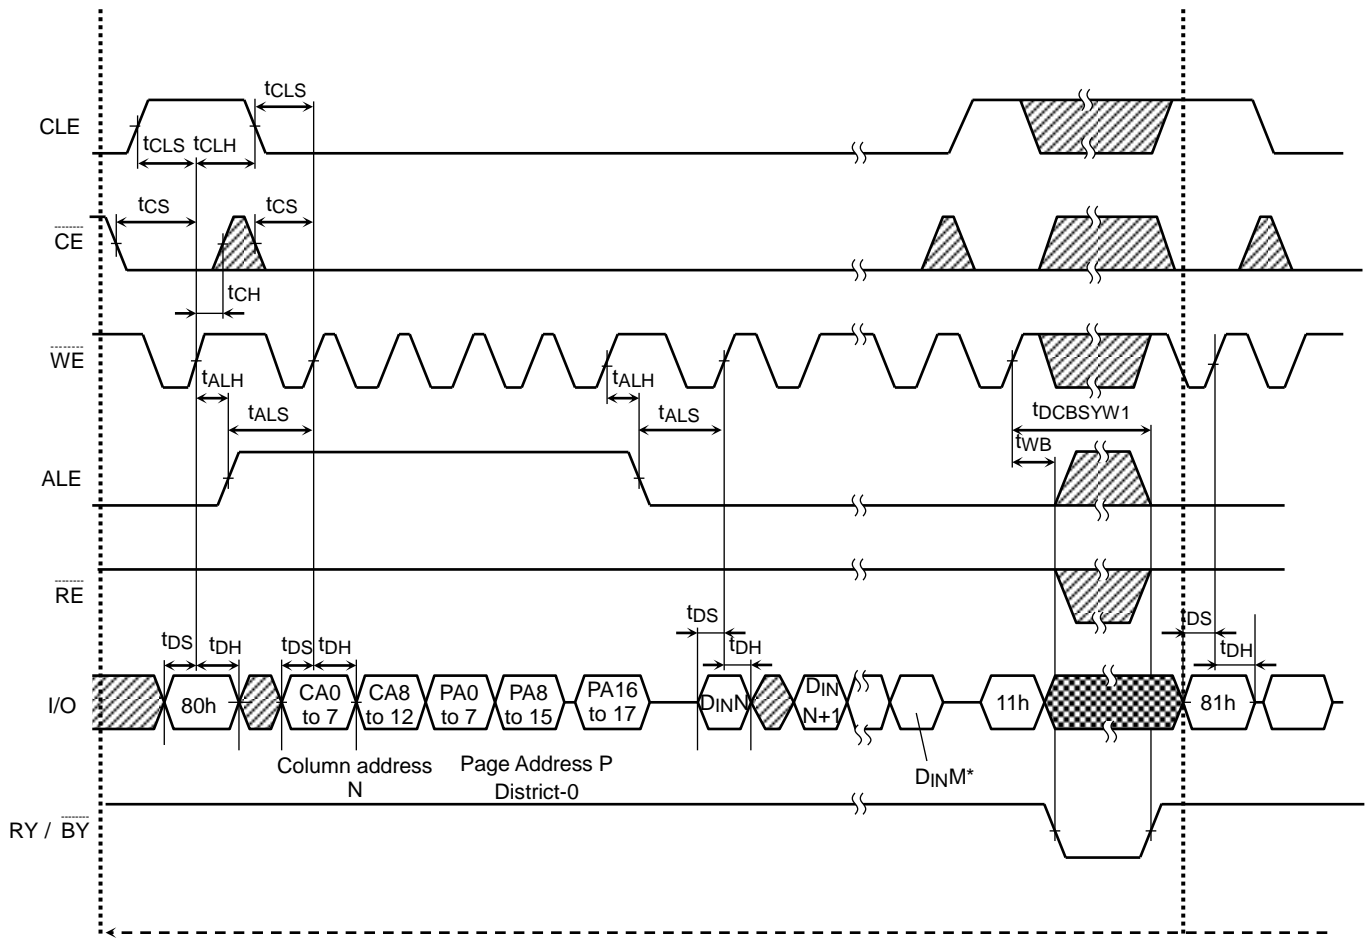 tCLS
CLE
tCLS tCLH
tCS tCS
CE
tCH
WE
tALH tALH
tALS tALS
tDCBSYW1
tWB
ALE
RE
tDS tDH tDS tDH tDS tDH tDS tDH
I/O
80h
CA0 to 7
CA8 to 12
PA0 to 7
PA8 to 15
PA16 to 17
DINN
DIN N+1
11h
81h
Column address
N
Page Address P
District-0
DINM*
RY / BY